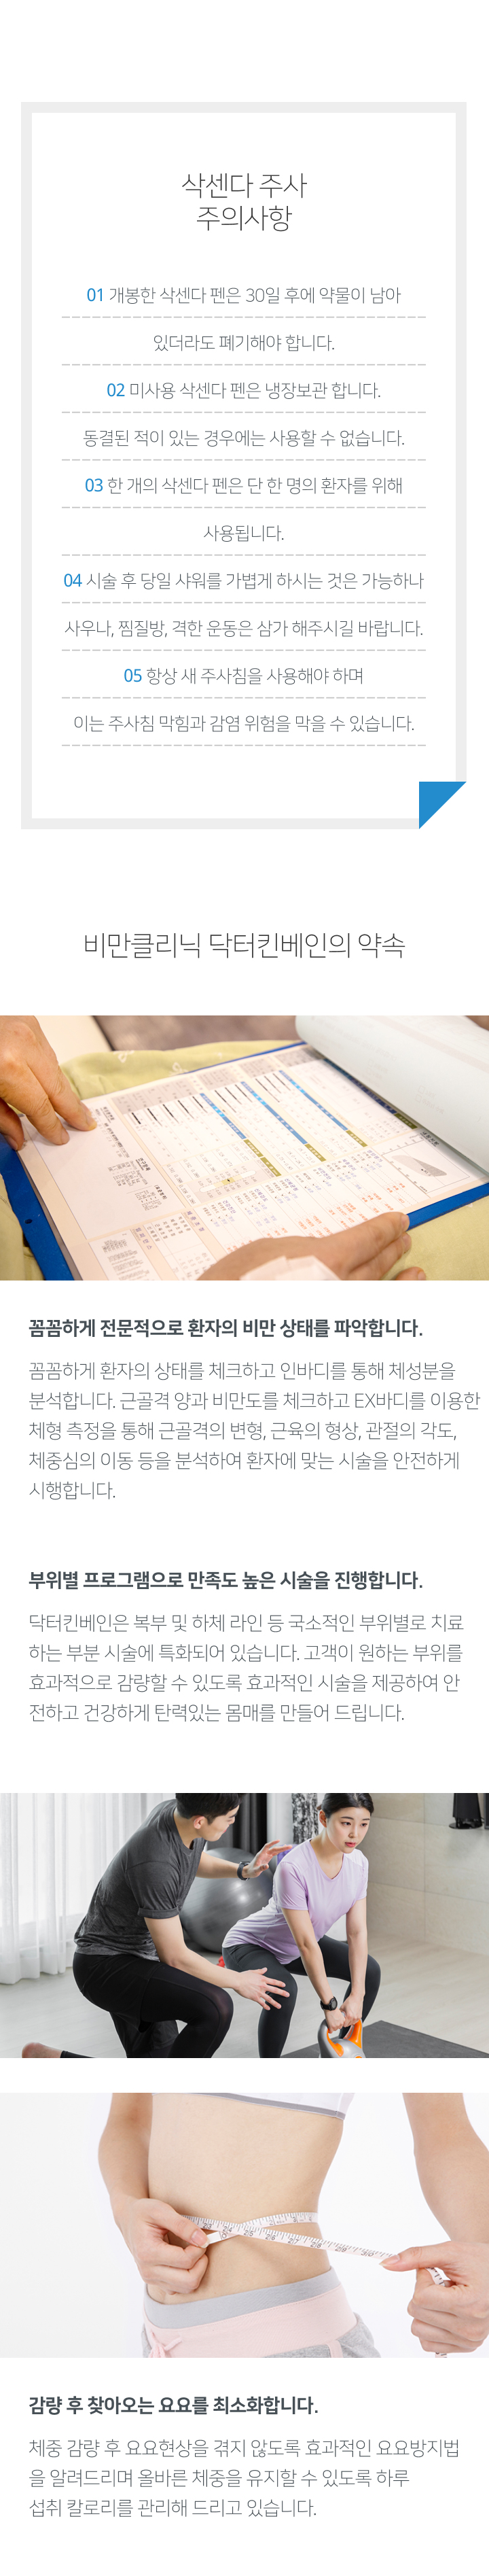 삭센다 주사
주의사항
01 개봉한 삭센다 펜은 30일 후에 약물이 남아
있더라도 폐기해야 합니다.
02 미사용 삭센다 펜은 냉장보관 합니다.
동결된 적이 있는 경우에는 사용할 수 없습니다.
03 한 개의 삭센다 펜은 단 한 명의 환자를 위해
사용됩니다.
04 시술 후 당일 샤워를 가볍게 하시는 것은 가능하나
사우나, 찜질방, 격한 운동은 삼가 해주시길 바랍니다.
05 항상 새 주사침을 사용해야 하며
이는 주사침 막힘과 감염 위험을 막을 수 있습니다.
비만클리닉 닥터킨베인의 약속
꼼꼼하게 전문적으로 환자의 비만 상태를 파악합니다.
꼼꼼하게 환자의 상태를 체크하고 인바디를 통해 체성분을
분석합니다. 근골격 양과 비만도를 체크하고 EX바디를 이용한
체형 측정을 통해 근골격의 변형, 근육의 형상, 관절의 각도,
체중심의 이동 등을 분석하여 환자에 맞는 시술을 안전하게
시행합니다.
부위별 프로그램으로 만족도 높은 시술을 진행합니다.
닥터킨베인은 복부 및 하체 라인 등 국소적인 부위별로 치료
하는 부분 시술에 특화되어 있습니다. 고객이 원하는 부위를
효과적으로 감량할 수 있도록 효과적인 시술을 제공하여 안
전하고 건강하게 탄력있는 몸매를 만들어 드립니다.
감량 후 찾아오는 요요를 최소화합니다.
체중 감량 후 요요현상을 겪지 않도록 효과적인 요요방지법
을 알려드리며 올바른 체중을 유지할 수 있도록 하루
섭취 칼로리를 관리해 드리고 있습니다.